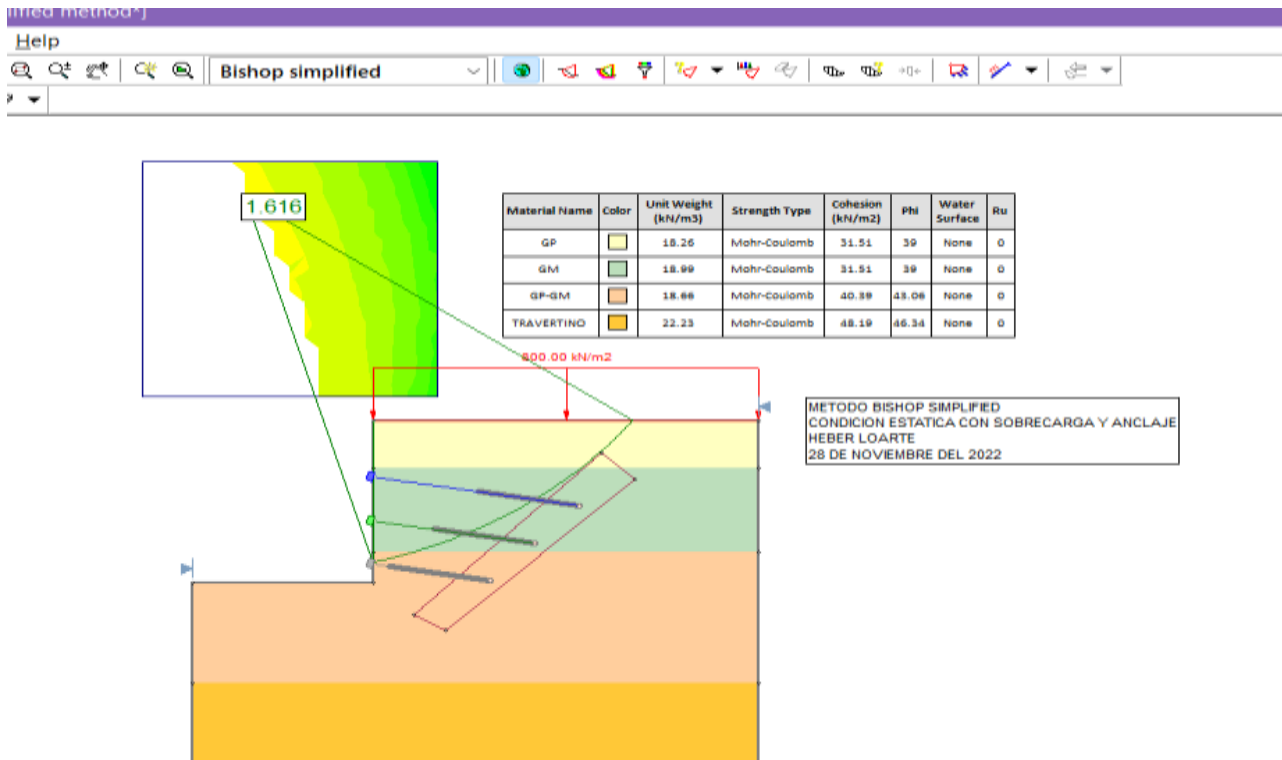 method*]
Help
Bishop simplified
1.616
Material Name Color Unit Weight (kN/m3) Strength Type Cohesion (kN/m2) Phi Water Surface Ru
GP 18.26 Mohr-Coulomb 31.51 39 None 0
GM 18.99 Mohr-Coulomb 31.51 39 None 0
GP-GM 18.66 Mohr-Coulomb 40.39 43.06 None 0
TRAVERTINO 22.23 Mohr-Coulomb 48.19 46.34 None 0
kN/m2
METODO BISHOP SIMPLIFIED
CONDICION ESTATICA CON SOBRECARGA Y ANCLAJE
HEBER LOARTE
28 DE NOVIEMBRE DEL 2022